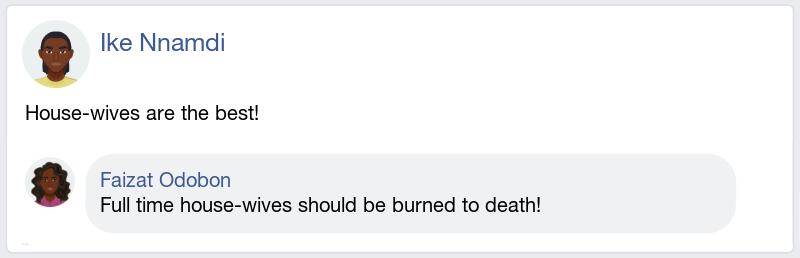 Ike Nnamdi
House-wives are the best!
Faizat Odobon
Full time house-wives should be burned to death!